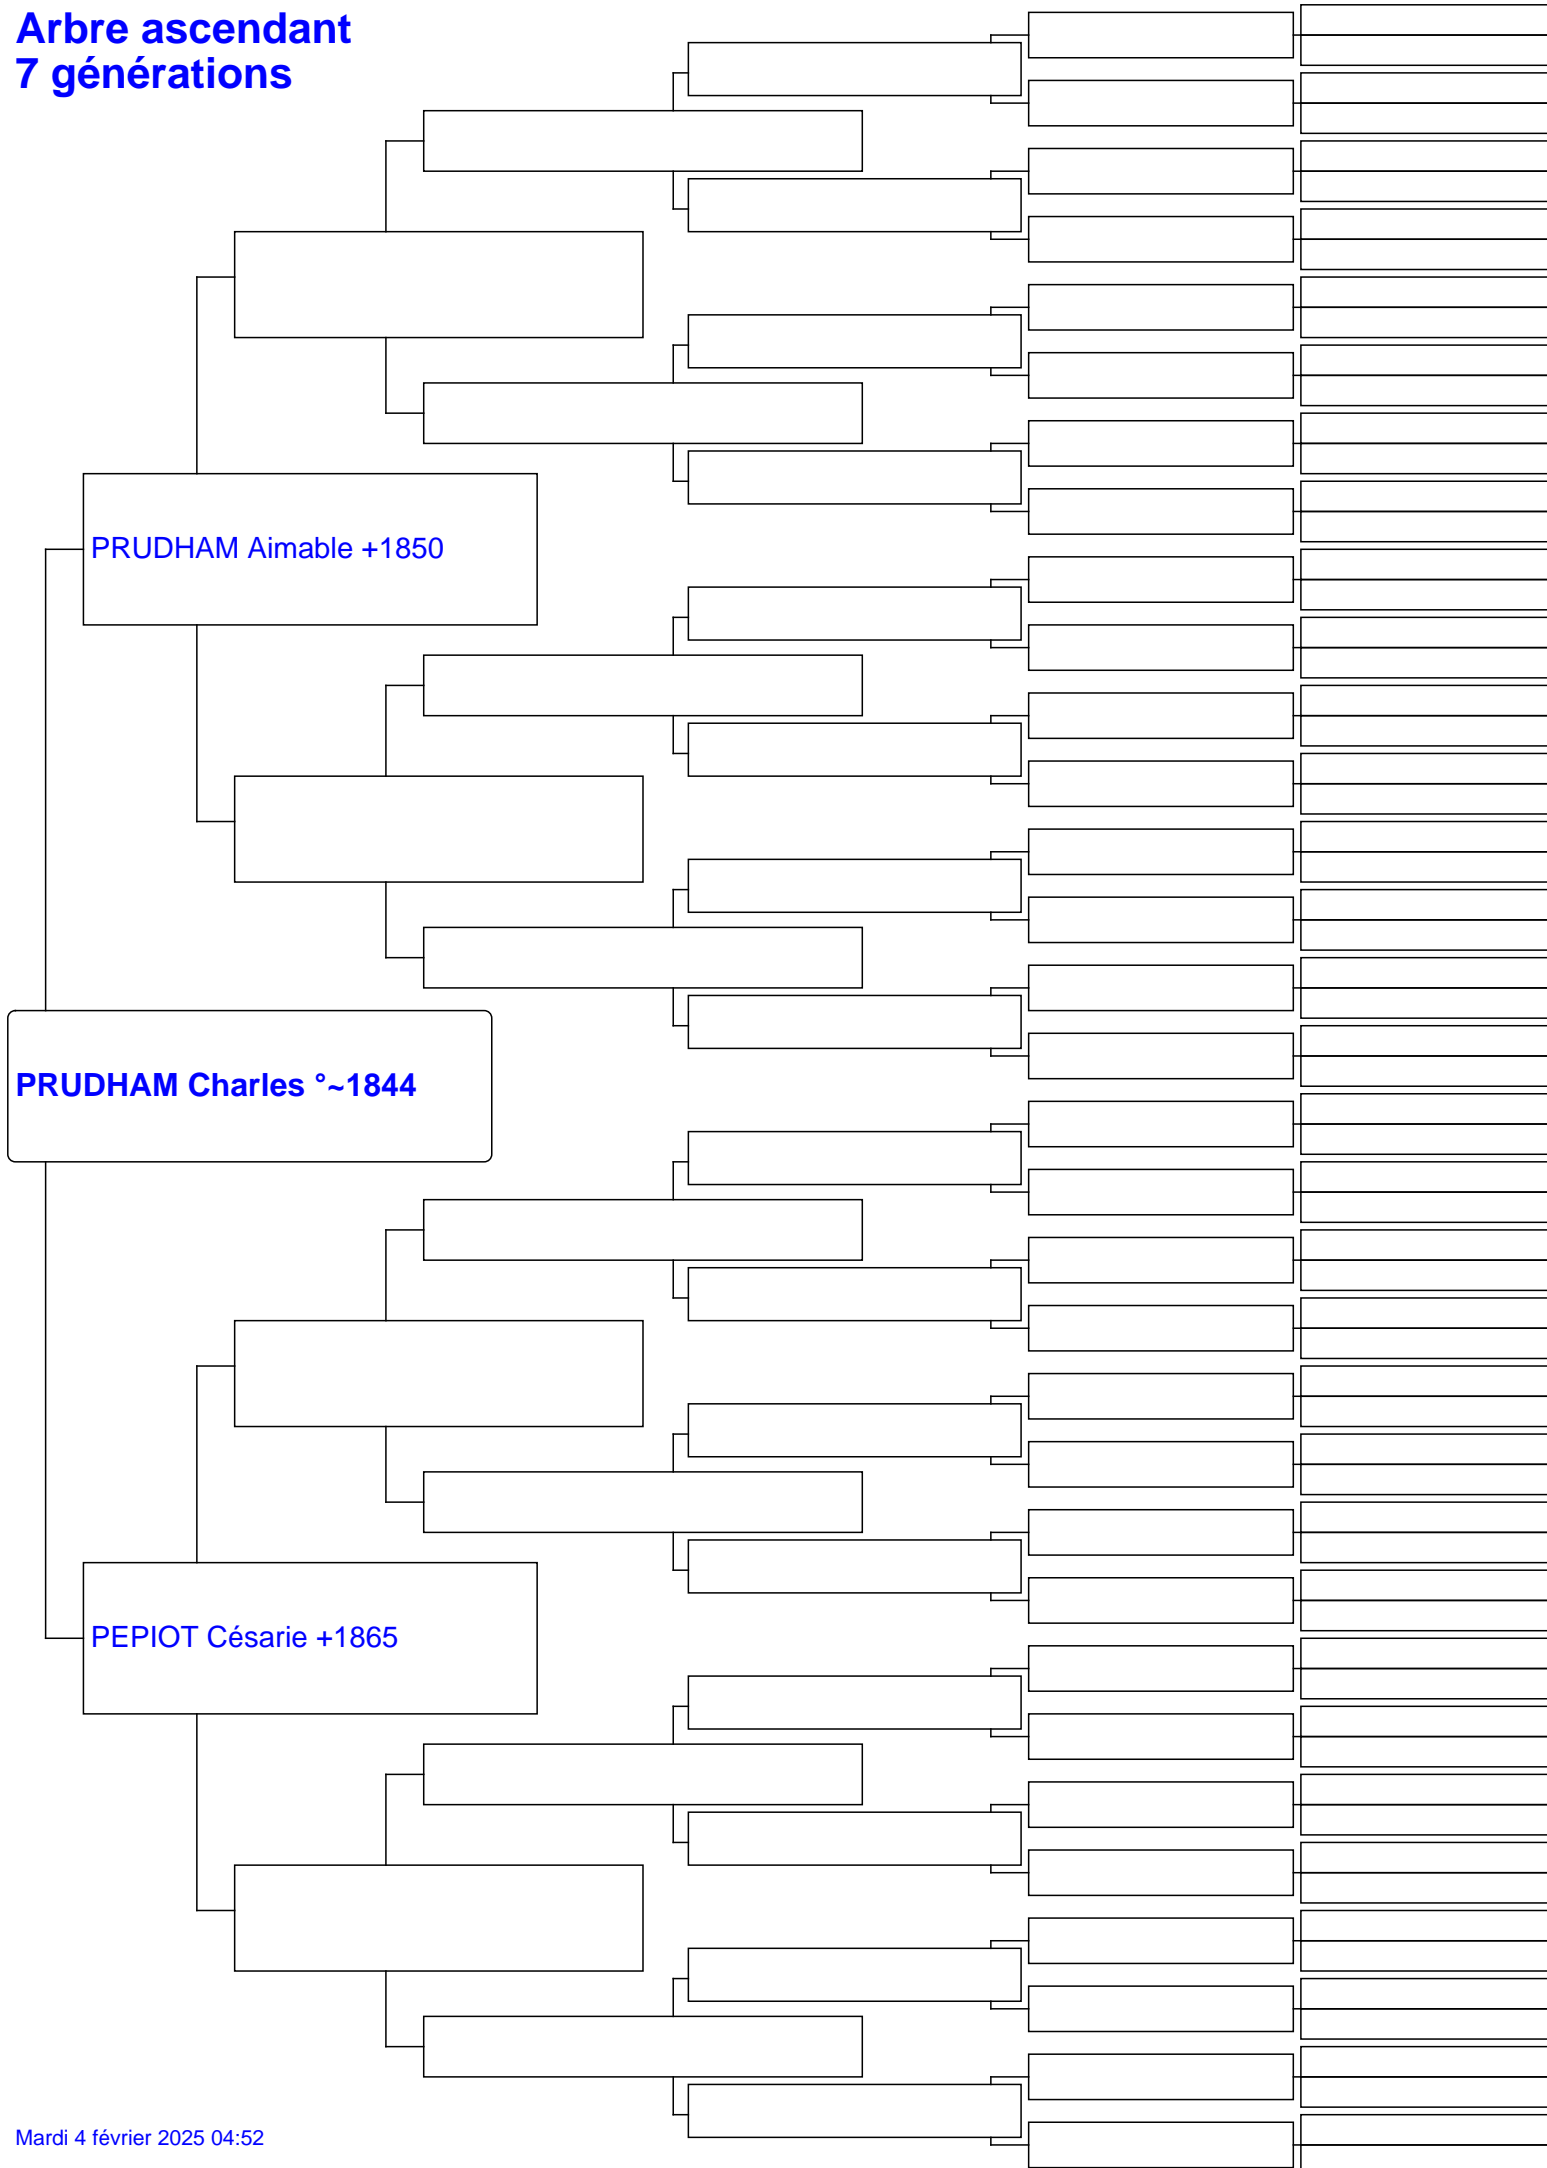 Arbre ascendant
7 générations
PRUDHAM Aimable +1850
PRUDHAM Charles °~1844
PEPIOT Césarie +1865
Mardi 4 février 2025 04:52